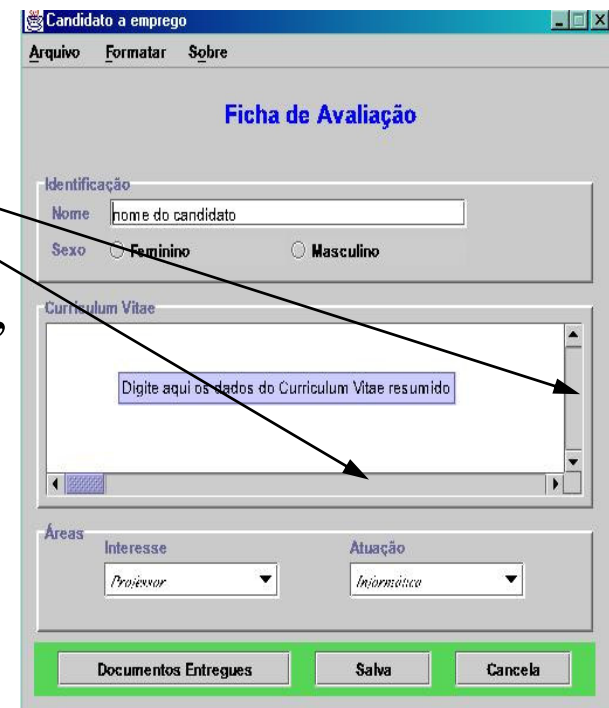 Candidato a emprego
Arquivo Formatar Sobre
Ficha de Avaliação
Identificação
Nome nome do candidato
Sexo Feminino Masculino
,
Curriculum Vitae
Digite aqui os dados do Curriculum Vitae resumido
Áreas
Interesse Atuação
Professor Informática
Documentos Entregues Salva Cancela